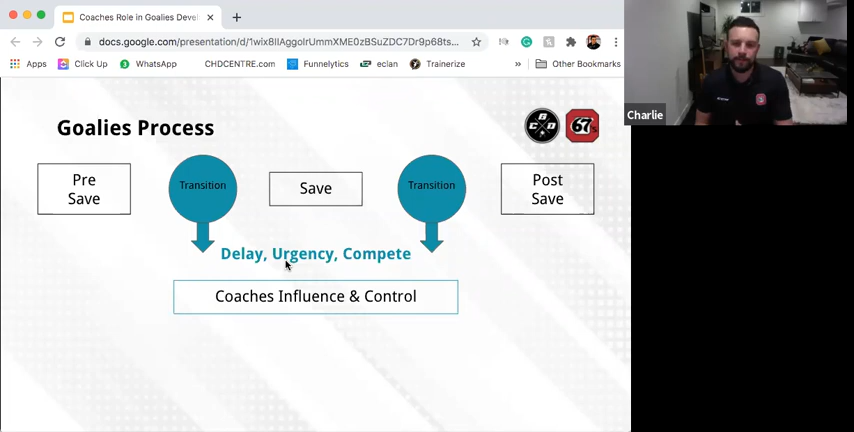 Coaches Role in Goalies Devel
docs.google.com/presentation/d/1wix8IIAggolrUmmXME0zBSuZDC7Dr9p68ts...
Apps
Click Up
WhatsApp
CHDCENTRE.com
Funnelytics
eclan
Trainerize
»
Other Bookmarks
Charlie
Goalies Process
G
C D
67's
Pre
Save
Transition
Save
Transition
Post
Save
Delay, Urgency, Compete
Coaches Influence & Control